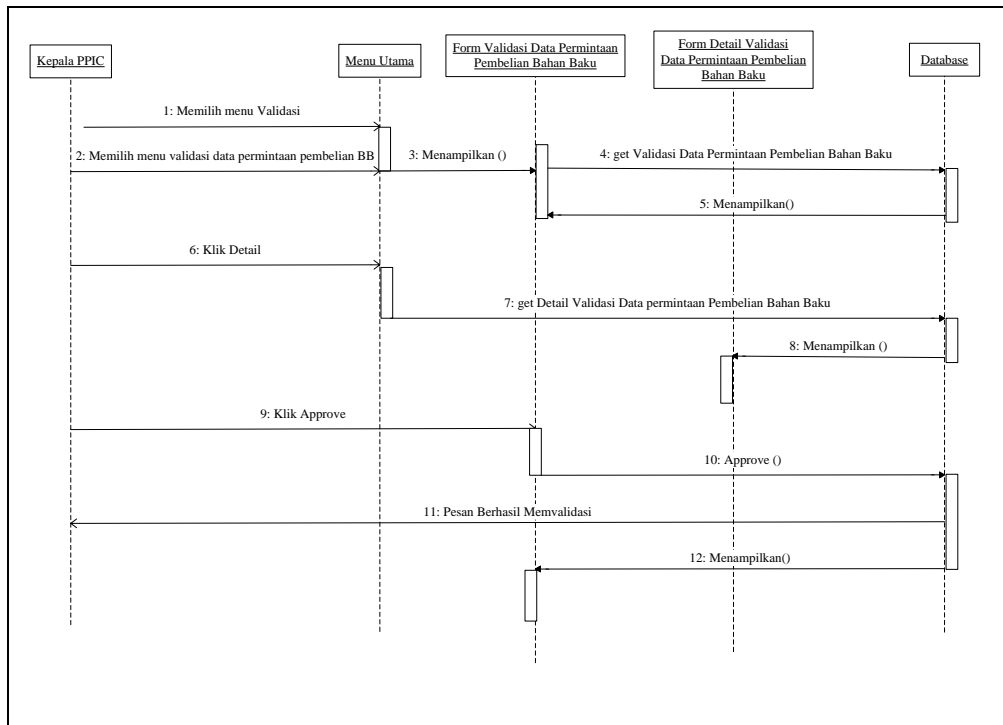 Kepala PPIC
Menu Utama
Form Validasi Data Permintaan
Pembelian Bahan Baku
Form Detail Validasi
Data Permintaan Pembelian
Bahan Baku
Database
1: Memilih menu Validasi
2: Memilih menu validasi data permintaan pembelian BB
3: Menampilkan ()
4: get Validasi Data Permintaan Pembelian Bahan Baku
5: Menampilkan()
6: Klik Detail
7: get Detail Validasi Data permintaan Pembelian Bahan Baku
8: Menampilkan ()
9: Klik Approve
10: Approve ()
11: Pesan Berhasil Memvalidasi
12: Menampilkan()